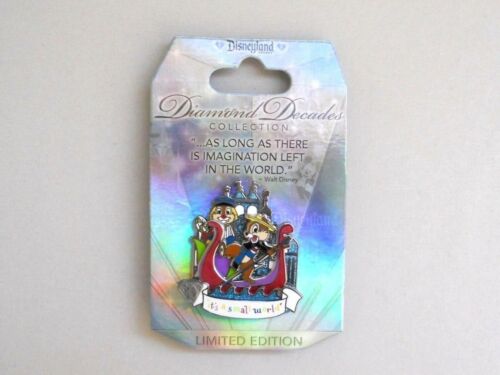 Disneyland
RESORT
Diamond Decades
COLLECTION
"...AS LONG AS THERE
IS IMAGINATION LEFT
IN THE WORLD."
~ Walt Disney
"it's a small world"
LIMITED EDITION